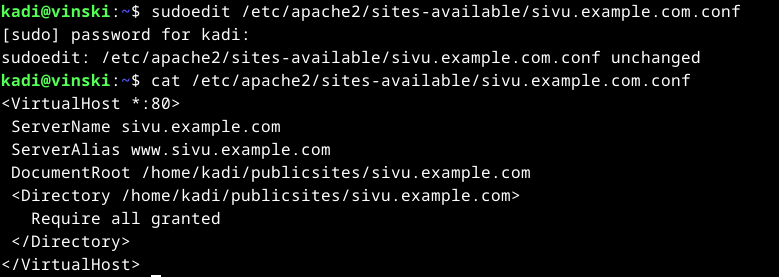 kadi@vinski:~$ sudoedit /etc/apache2/sites-available/sivu.example.com.conf
[sudo] password for kadi:
sudoedit: /etc/apache2/sites-available/sivu.example.com.conf unchanged
kadi@vinski:~$ cat /etc/apache2/sites-available/sivu.example.com.conf
<VirtualHost *:80>
 ServerName sivu.example.com
 ServerAlias www.sivu.example.com
 DocumentRoot /home/kadi/publicsites/sivu.example.com
 <Directory /home/kadi/publicsites/sivu.example.com>
   Require all granted
 </Directory>
</VirtualHost>